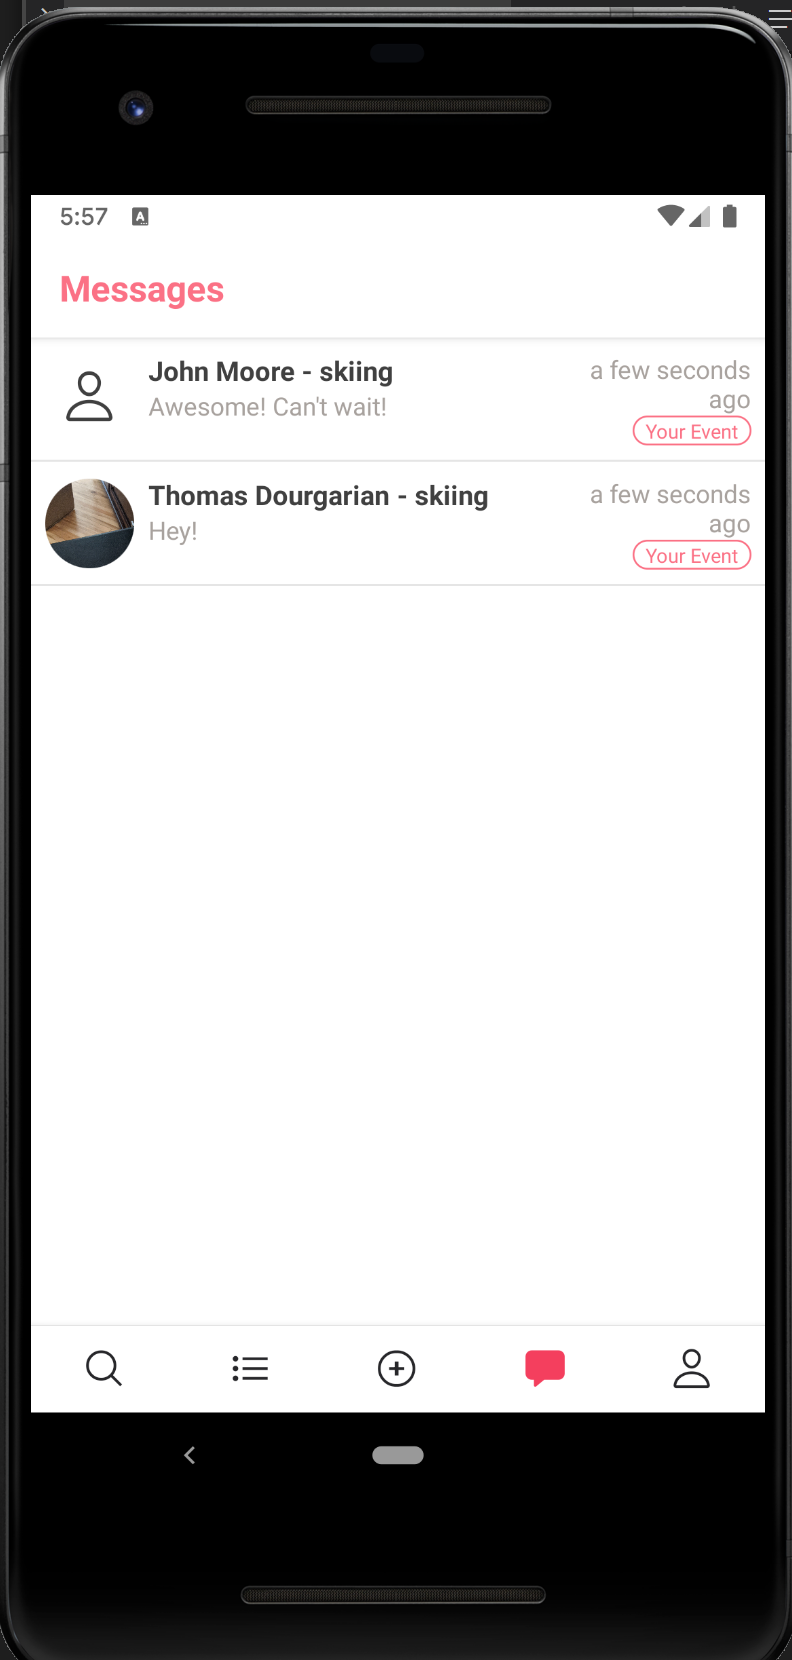 5:57 A
Messages
John Moore - skiing
Awesome! Can't wait!
a few seconds
ago
Your Event
Thomas Dourgarian - skiing
Hey!
a few seconds
ago
Your Event